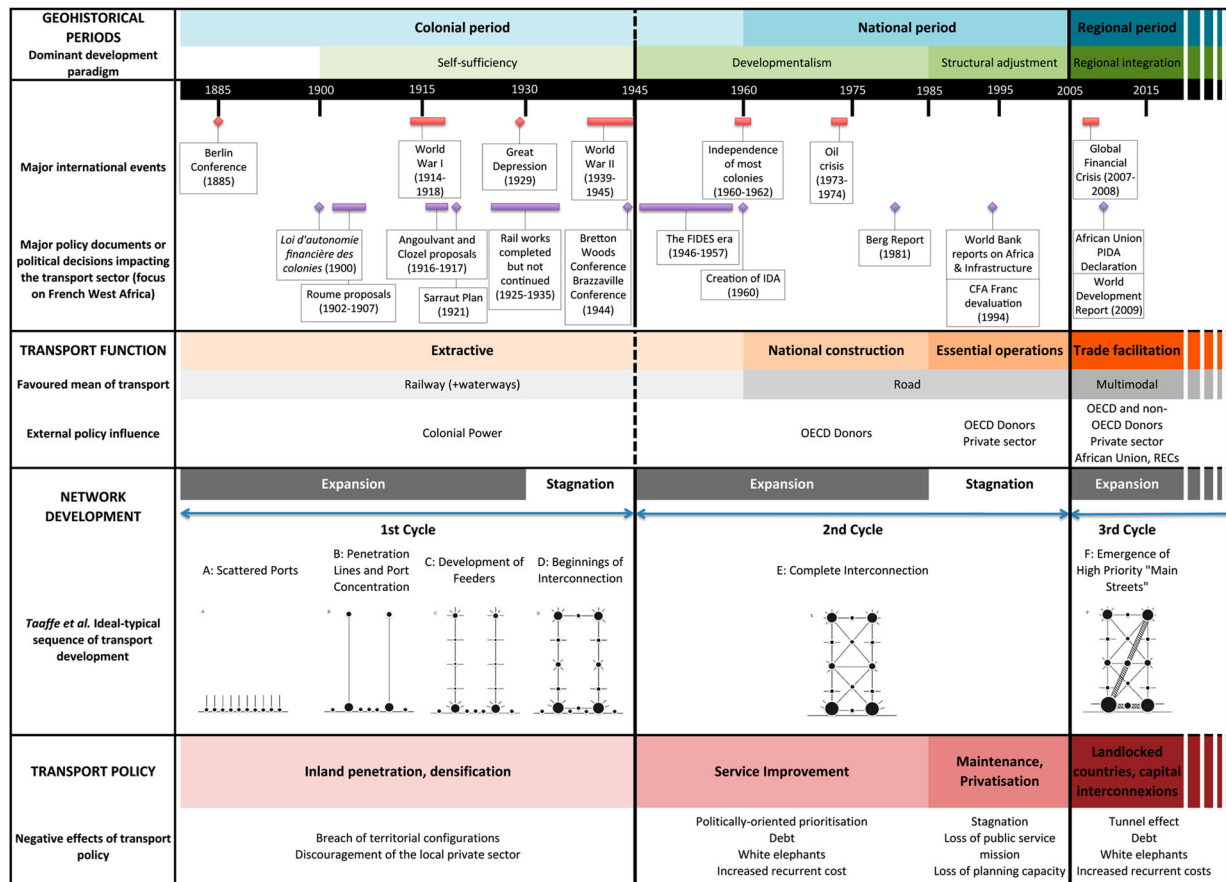 GEOHISTORICAL
PERIODS
Colonial period
National period
Regional period
Dominant development
paradigm
Self-sufficiency
Developmentalism
Structural adjustment
Regional integration
1885
1900
1915
1930
1945
1960
1975
1985
1995
2005
2015
Major international events
Berlin
Conference
(1885)
World
War I
(1914-
1918)
Great
Depression
(1929)
World
War II
(1939-
1945)
Independence
of most
colonies
(1960-1962)
Oil
crisis
(1973-
1974)
Global
Financial
Crisis (2007-
2008)
Major policy documents or
political decisions impacting
the transport sector (focus
on French West Africa)
Loi d'autonomie
financière des
colonies (1900)
Roume proposals
(1902-1907)
Angoulvant and
Clozel proposals
(1916-1917)
Sarraut Plan
(1921)
Rail works
completed
but not
continued
(1925-1935)
Bretton
Woods
Conference
Brazzaville
Conference
(1944)
The FIDES era
(1946-1957)
Creation of IDA
(1960)
Berg Report
(1981)
World Bank
reports on Africa
& Infrastructure
CFA Franc
devaluation
(1994)
African Union
PIDA
Declaration
World
Development
Report (2009)
TRANSPORT FUNCTION
Extractive
National construction
Essential operations
Trade facilitation
Favoured mean of transport
Railway (+waterways)
Road
Multimodal
External policy influence
Colonial Power
OECD Donors
OECD Donors
Private sector
OECD and non-
OECD Donors
Private sector
African Union, RECs
NETWORK
DEVELOPMENT
Expansion
Stagnation
Expansion
Stagnation
Expansion
1st Cycle
2nd Cycle
3rd Cycle
Taaffe et al. Ideal-typical
sequence of transport
development
A: Scattered Ports
B: Penetration
Lines and Port
Concentration
C: Development of
Feeders
D: Beginnings of
Interconnection
E: Complete Interconnection
F: Emergence of
High Priority "Main
Streets"
A
B
C
D
E
F
TRANSPORT POLICY
Inland penetration, densification
Service Improvement
Maintenance,
Privatisation
Landlocked
countries, capital
interconnexions
Negative effects of transport
policy
Breach of territorial configurations
Discouragement of the local private sector
Politically-oriented prioritisation
Debt
White elephants
Increased recurrent cost
Stagnation
Loss of public service
mission
Loss of planning capacity
Tunnel effect
Debt
White elephants
Increased recurrent costs